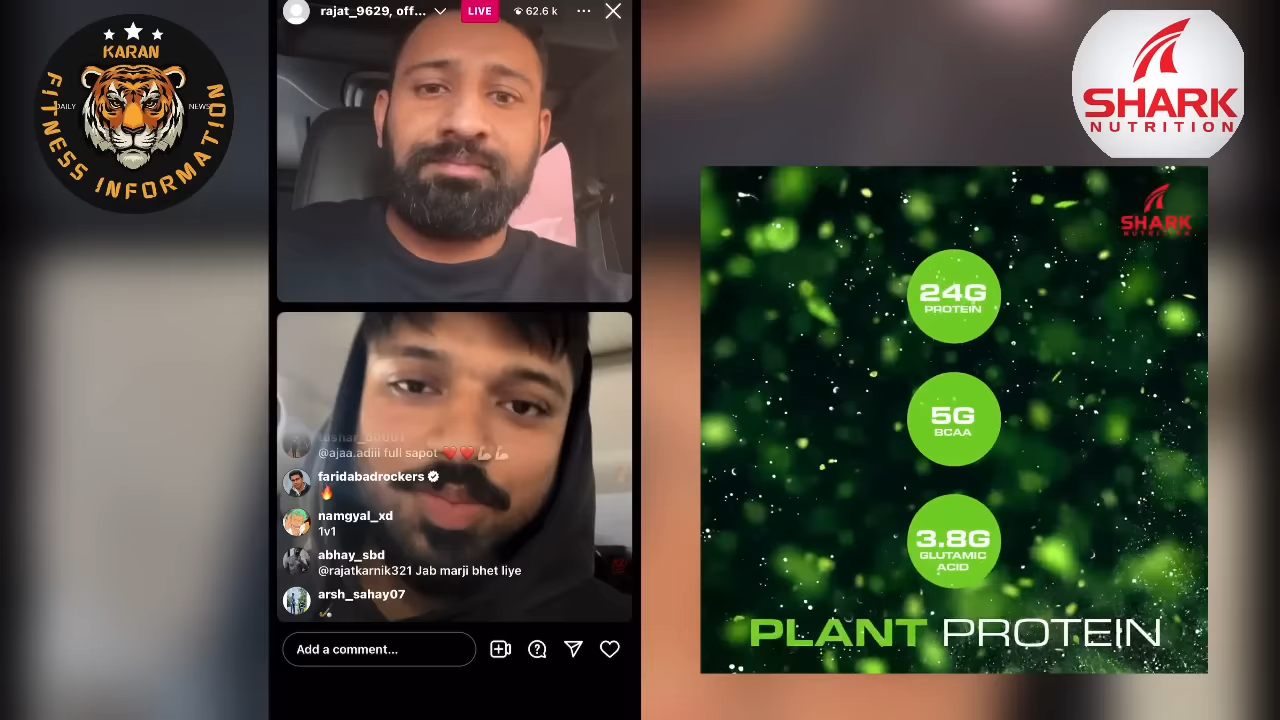 KARAN
FITNESS INFORMATION
DAILY
NEWS
rajat_9629, off...
LIVE
62.6 k
@ajaa.adiii full sapot ❤️❤️💪💪
faridabadrockers
🔥
namgyal_xd
1v1
abhay_sbd
@rajatkarnik321 Jab marji bhet liye
arsh_sahay07
Add a comment...
SHARK
NUTRITION
SHARK
NUTRITION
24G
PROTEIN
5G
BCAA
3.8G
GLUTAMIC
ACID
PLANT PROTEIN